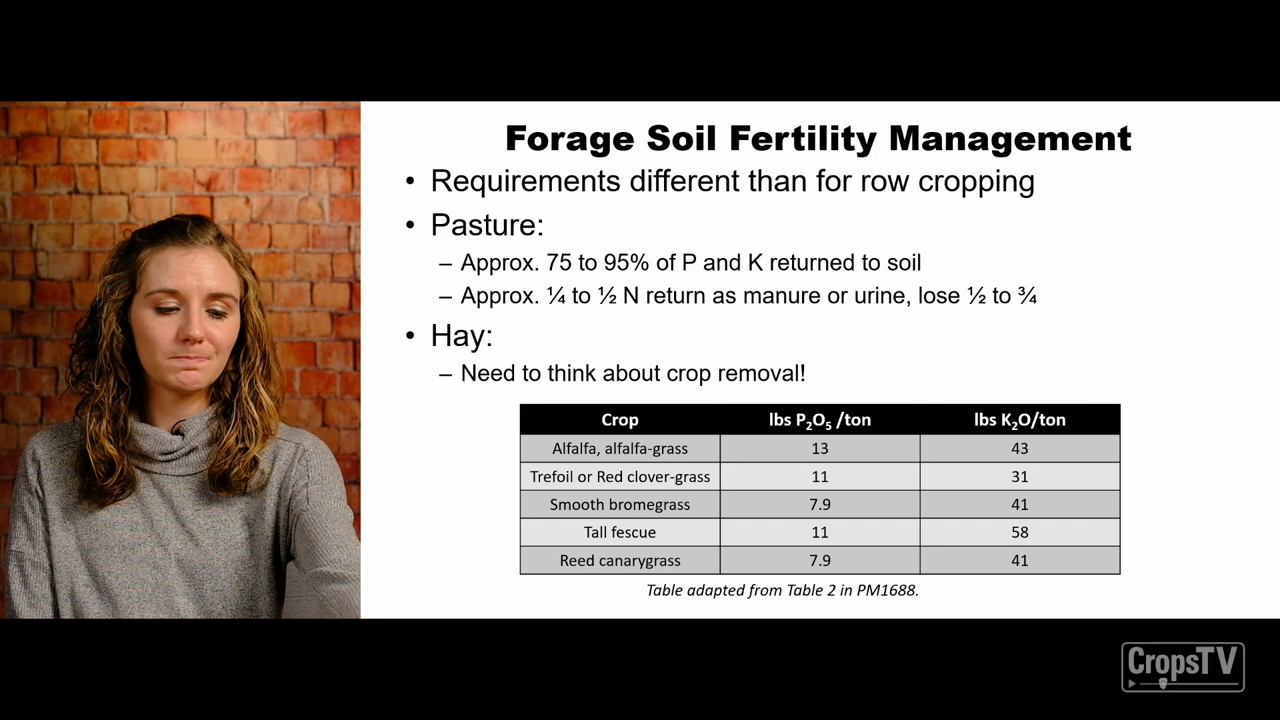 Forage Soil Fertility Management
• Requirements different than for row cropping
• Pasture:
– Approx. 75 to 95% of P and K returned to soil
– Approx. ¼ to ½ N return as manure or urine, lose ½ to ¾
• Hay:
– Need to think about crop removal!
Crop lbs P₂O₅ /ton lbs K₂O/ton
Alfalfa, alfalfa-grass 13 43
Trefoil or Red clover-grass 11 31
Smooth bromegrass 7.9 41
Tall fescue 11 58
Reed canarygrass 7.9 41
Table adapted from Table 2 in PM1688.
CropsTV